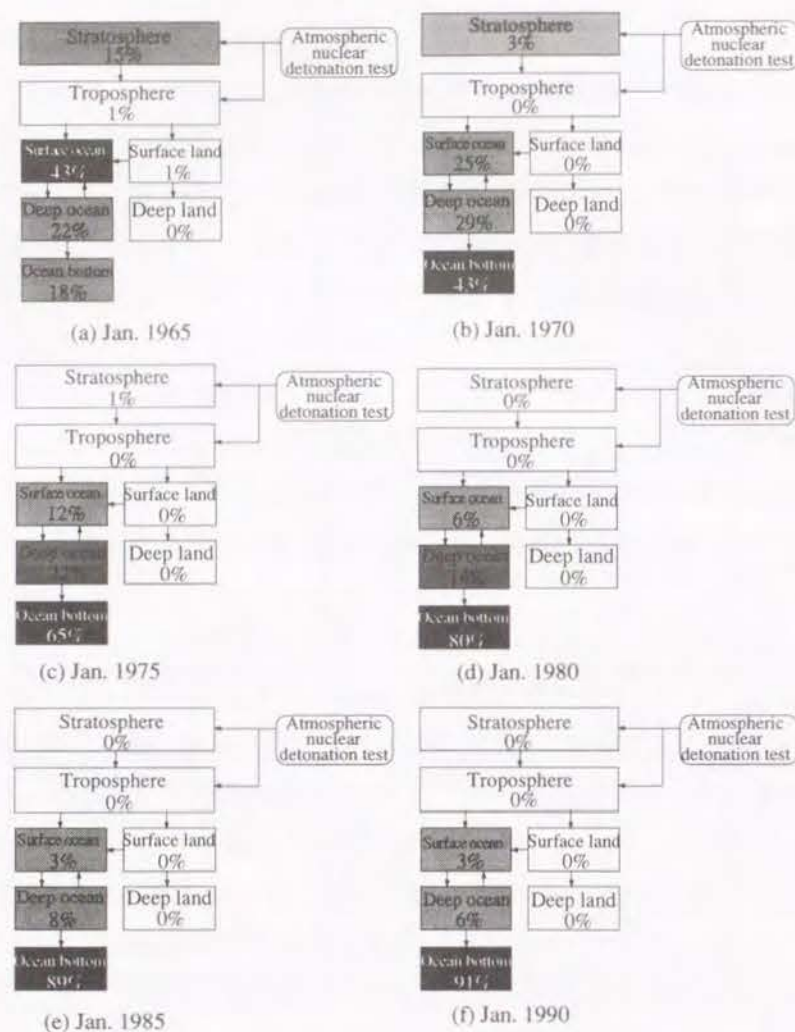 Stratosphere
15%
Atmospheric
nuclear
detonation test
Troposphere
1%
Surface ocean
43%
Surface land
1%
Deep ocean
22%
Deep land
0%
Ocean bottom
18%
(a) Jan. 1965
Stratosphere
3%
Atmospheric
nuclear
detonation test
Troposphere
0%
Surface ocean
25%
Surface land
0%
Deep ocean
29%
Deep land
0%
Ocean bottom
43%
(b) Jan. 1970
Stratosphere
1%
Atmospheric
nuclear
detonation test
Troposphere
0%
Surface ocean
12%
Surface land
0%
Deep ocean
22%
Deep land
0%
Ocean bottom
65%
(c) Jan. 1975
Stratosphere
0%
Atmospheric
nuclear
detonation test
Troposphere
0%
Surface ocean
6%
Surface land
0%
Deep ocean
14%
Deep land
0%
Ocean bottom
80%
(d) Jan. 1980
Stratosphere
0%
Atmospheric
nuclear
detonation test
Troposphere
0%
Surface ocean
3%
Surface land
0%
Deep ocean
8%
Deep land
0%
Ocean bottom
89%
(e) Jan. 1985
Stratosphere
0%
Atmospheric
nuclear
detonation test
Troposphere
0%
Surface ocean
3%
Surface land
0%
Deep ocean
6%
Deep land
0%
Ocean bottom
91%
(f) Jan. 1990